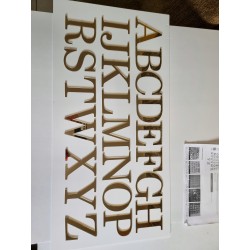 ABCDEFGH
IJKLMNOP
RSTWXYZ